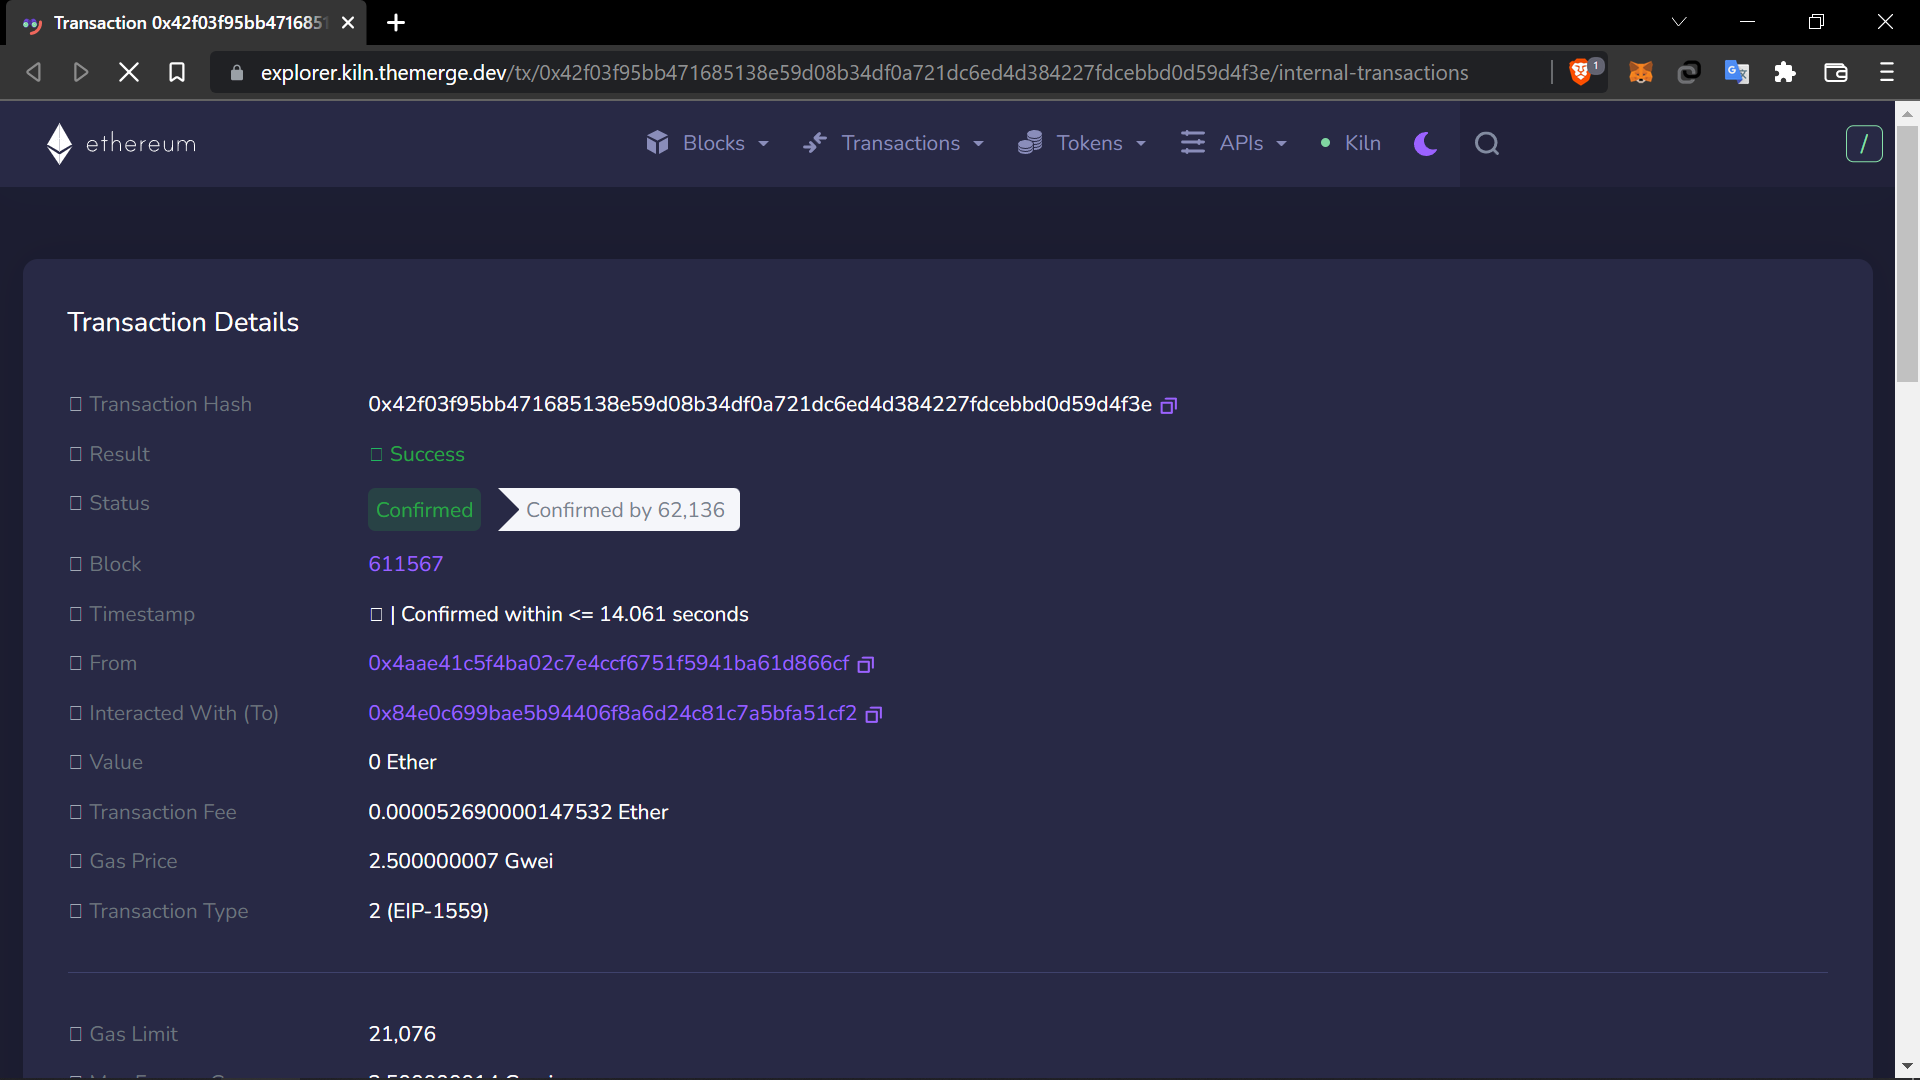 Transaction 0x42f03f95bb471685
explorer.kiln.themerge.dev/tx/0x42f03f95bb471685138e59d08b34df0a721dc6ed4d384227fdcebbd0d59d4f3e/internal-transactions
1
ethereum
Blocks
Transactions
Tokens
APIs
Kiln
/
Transaction Details
Transaction Hash 0x42f03f95bb471685138e59d08b34df0a721dc6ed4d384227fdcebbd0d59d4f3e
Result Success
Status Confirmed Confirmed by 62,136
Block 611567
Timestamp | Confirmed within <= 14.061 seconds
From 0x4aae41c5f4ba02c7e4ccf6751f5941ba61d866cf
Interacted With (To) 0x84e0c699bae5b94406f8a6d24c81c7a5bfa51cf2
Value 0 Ether
Transaction Fee 0.000052690000147532 Ether
Gas Price 2.500000007 Gwei
Transaction Type 2 (EIP-1559)
Gas Limit 21,076